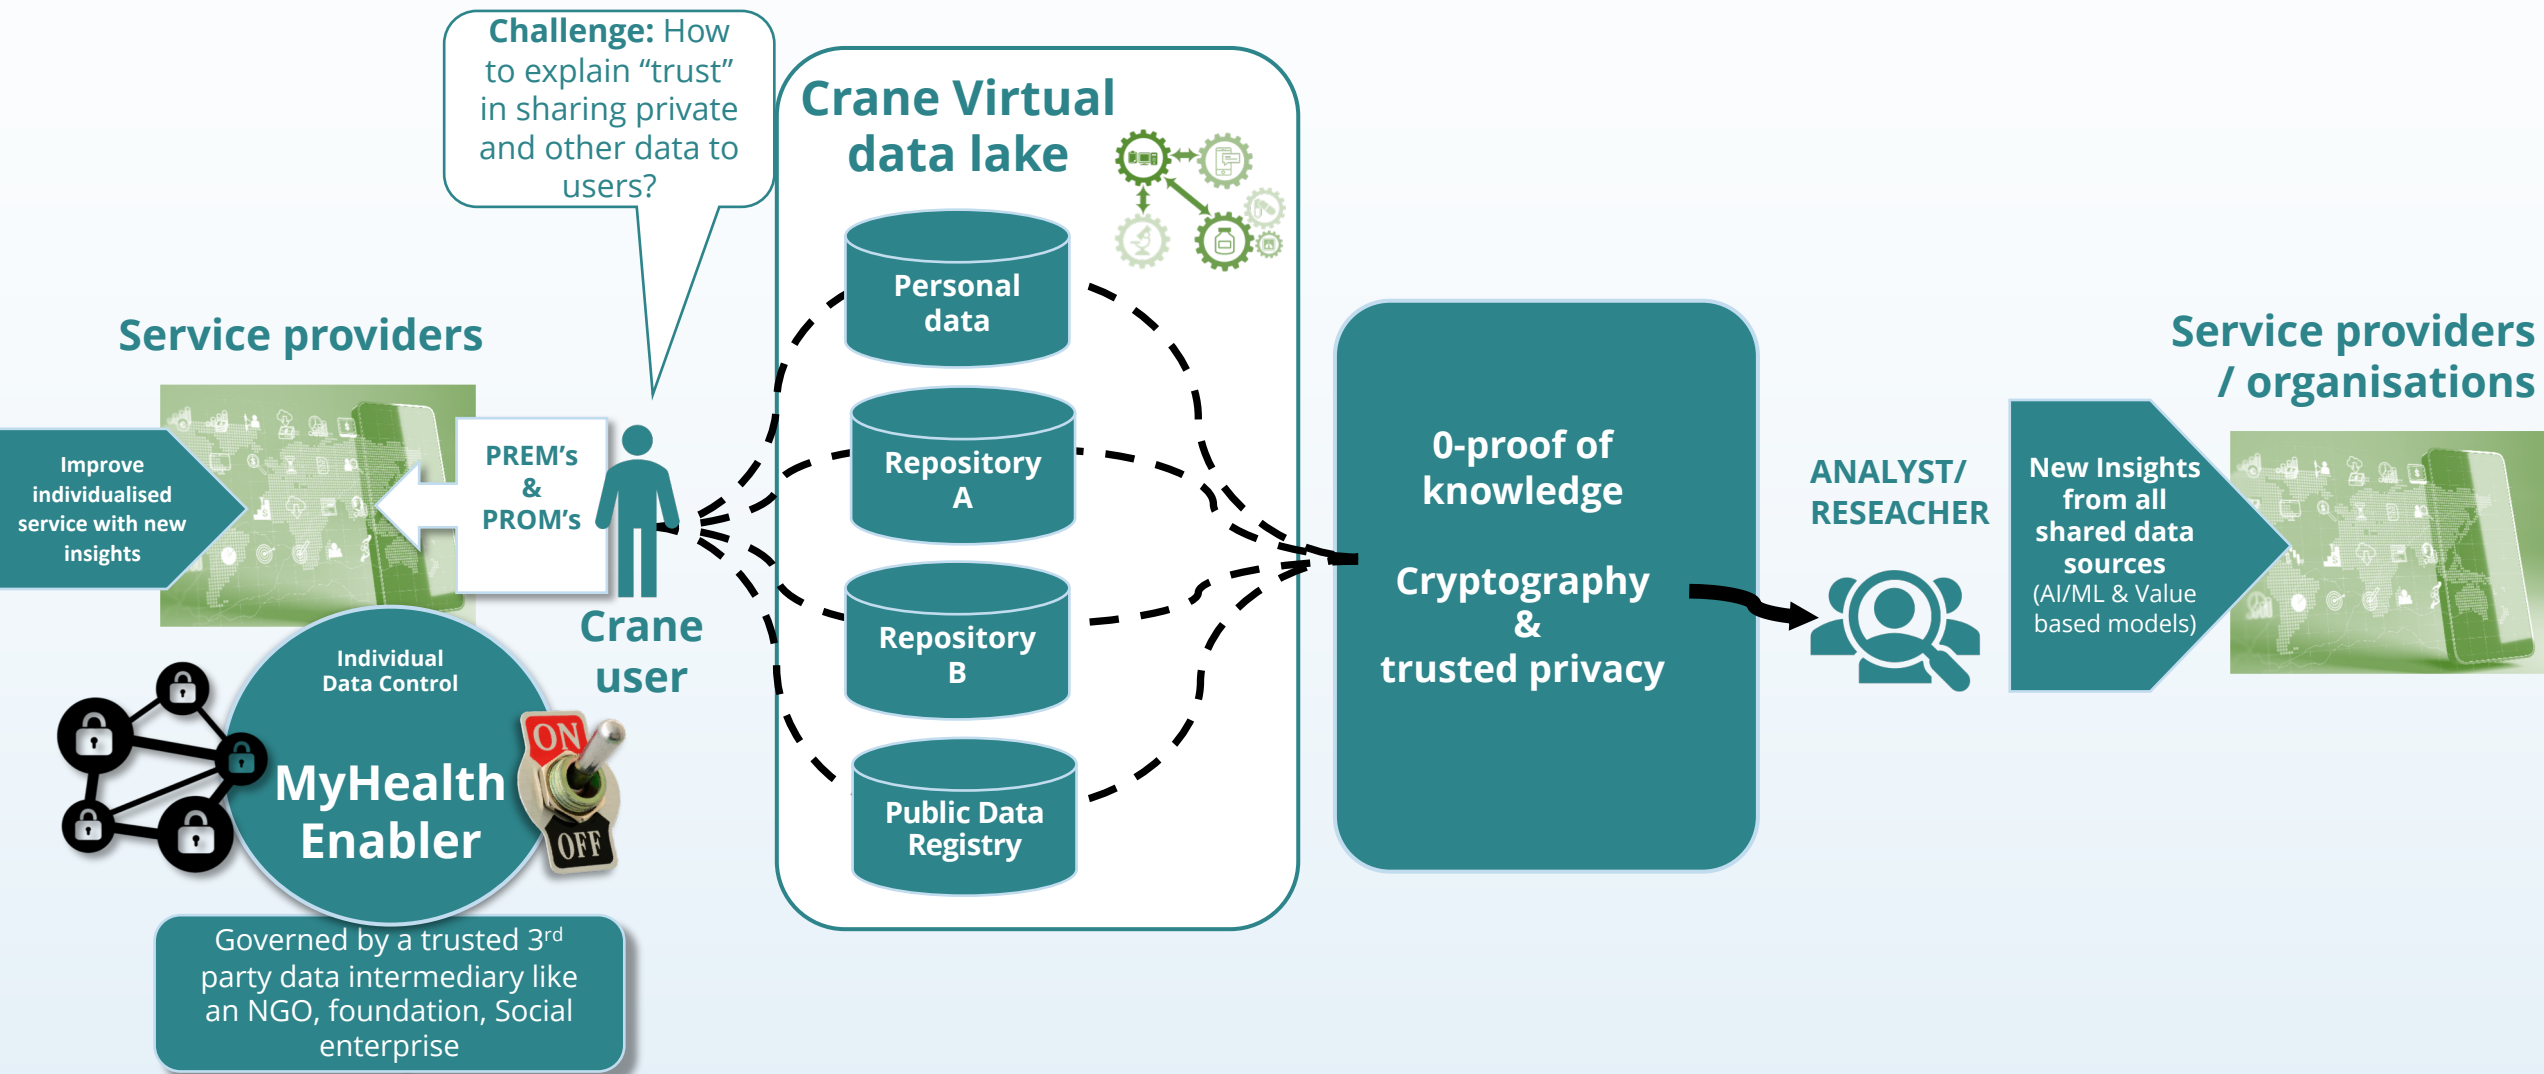 Challenge: How
to explain “trust”
in sharing private
and other data to
users?
Crane Virtual
data lake
Personal
data
Repository
A
Repository
B
Public Data
Registry
Service providers
Improve
individualised
service with new
insights
PREM’s
&
PROM’s
Crane
user
Individual
Data Control
MyHealth
Enabler
ON
OFF
Governed by a trusted 3rd
party data intermediary like
an NGO, foundation, Social
enterprise
0-proof of
knowledge
Cryptography
&
trusted privacy
ANALYST/
RESEACHER
Service providers
/ organisations
New Insights
from all
shared data
sources
(AI/ML & Value
based models)